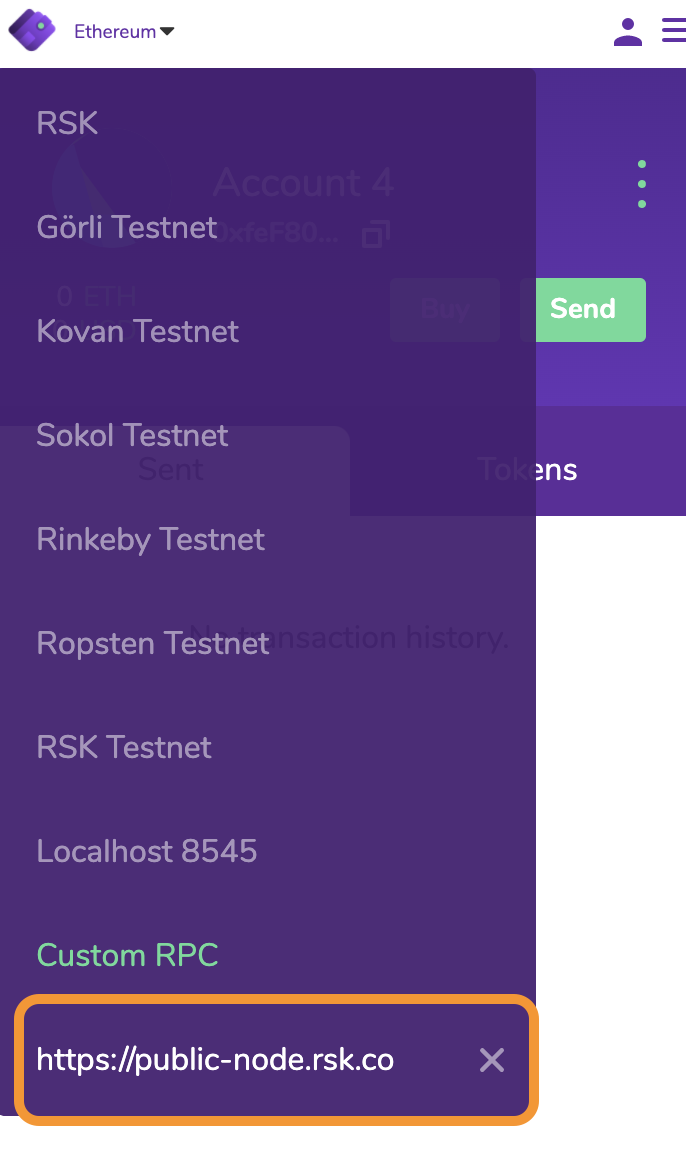 Ethereum
RSK
Account 4
Görli Testnet
0xfeF80...
0 ETH
Buy
Send
Kovan Testnet
Sokol Testnet
Sent
Tokens
Rinkeby Testnet
Ropsten Testnet
No transaction history.
RSK Testnet
Localhost 8545
Custom RPC
https://public-node.rsk.co